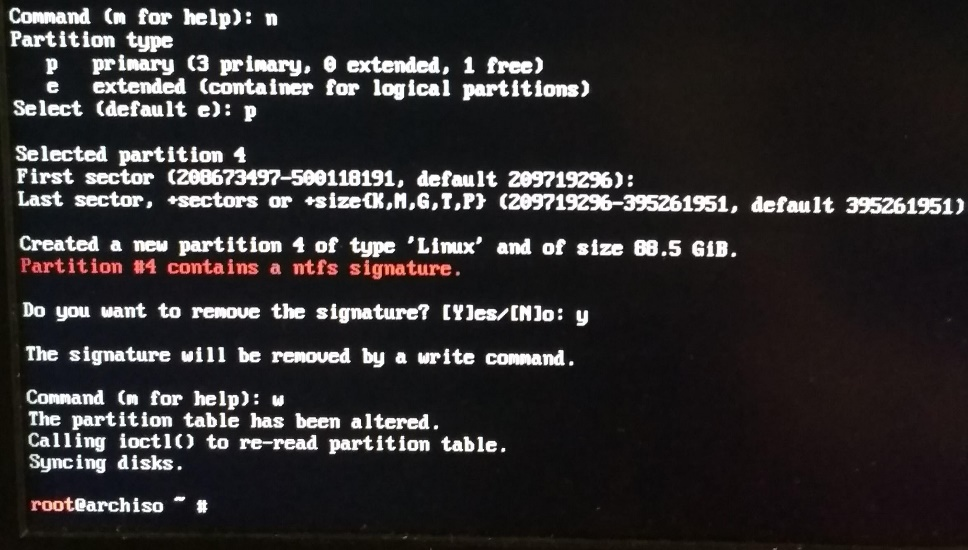 Command (m for help): n
Partition type
p primary (3 primary, 0 extended, 1 free)
e extended (container for logical partitions)
Select (default e): p
Selected partition 4
First sector (208673497-500118191, default 209719296):
Last sector, +sectors or +size{K,M,G,T,P} (209719296-395261951, default 395261951)
Created a new partition 4 of type 'Linux' and of size 88.5 GiB.
Partition #4 contains a ntfs signature.
Do you want to remove the signature? [Y]es/[N]o: y
The signature will be removed by a write command.
Command (m for help): w
The partition table has been altered.
Calling ioctl() to re-read partition table.
Syncing disks.
root@archiso ~ #